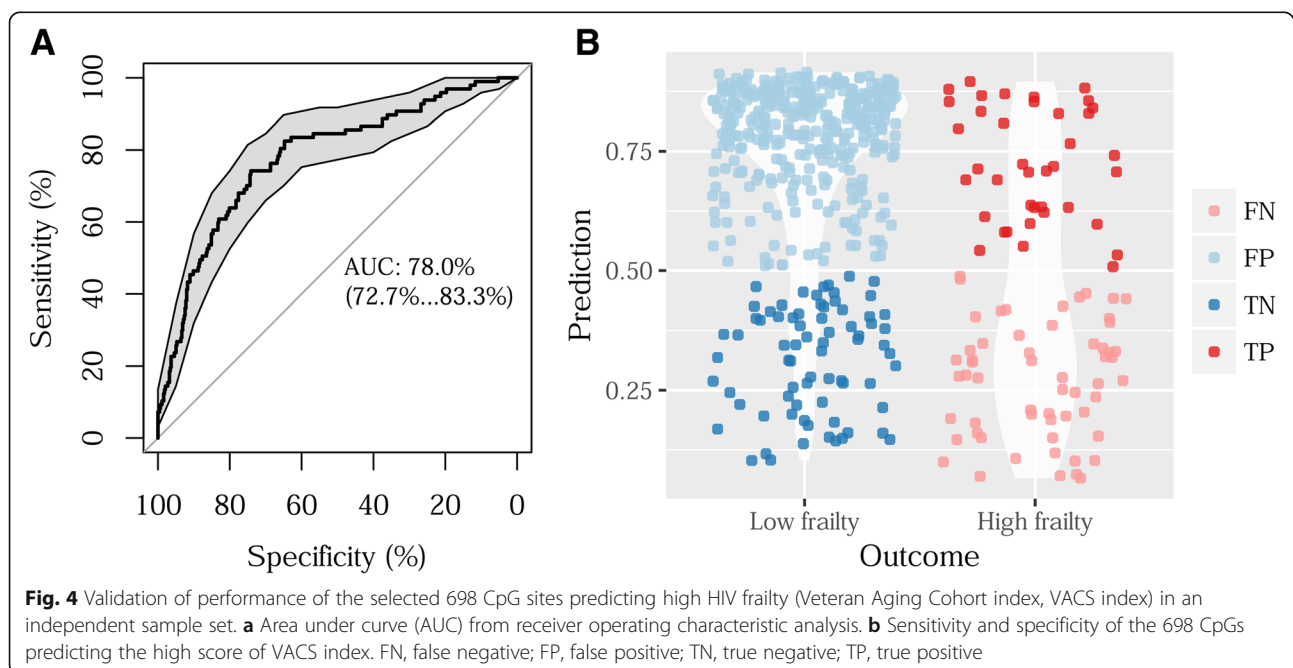 A
B
100
80
60
40
20
0
Sensitivity (%)
AUC: 78.0%
(72.7%...83.3%)
100 80 60 40 20 0
Specificity (%)
0.75
0.50
0.25
Prediction
Low frailty High frailty
Outcome
FN
FP
TN
TP
Fig. 4 Validation of performance of the selected 698 CpG sites predicting high HIV frailty (Veteran Aging Cohort index, VACS index) in an
independent sample set. a Area under curve (AUC) from receiver operating characteristic analysis. b Sensitivity and specificity of the 698 CpGs
predicting the high score of VACS index. FN, false negative; FP, false positive; TN, true negative; TP, true positive